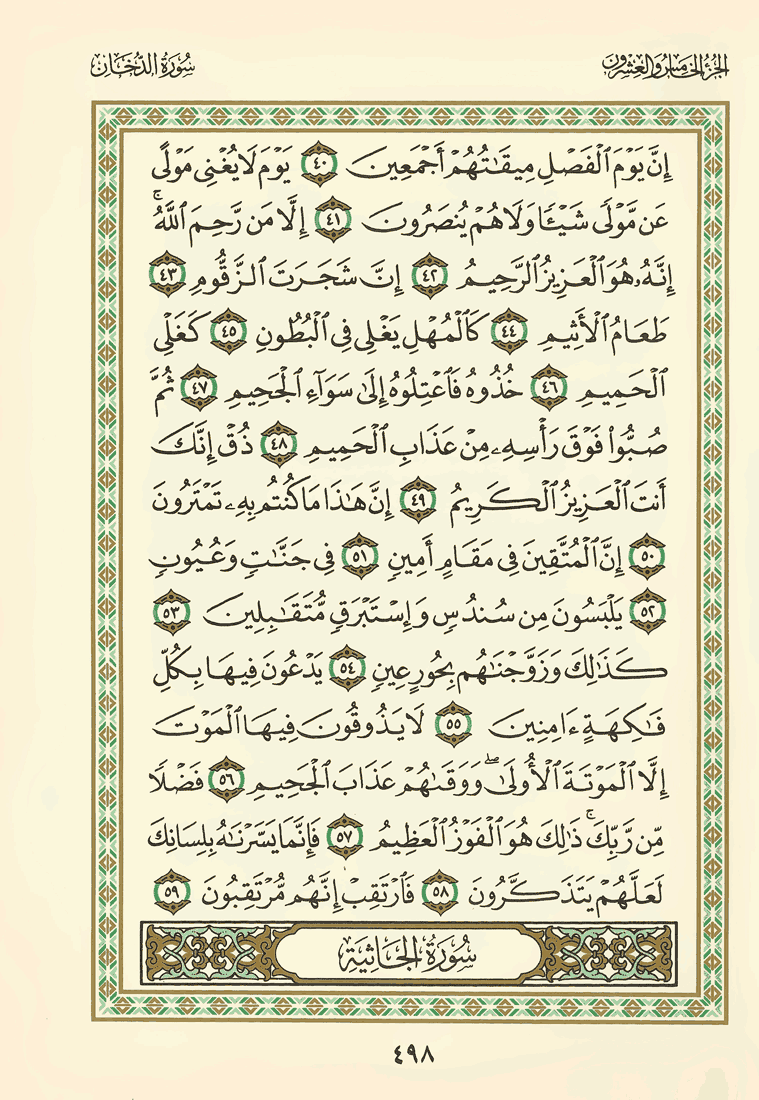 الجزء الخامس والعشرون
سورة الدخان
إِنَّ يَوْمَ ٱلْفَصْلِ مِيقَٰتُهُمْ أَجْمَعِينَ ٤٠ يَوْمَ لَا يُغْنِى مَوْلًى
عَن مَّوْلًى شَيْـًٔا وَلَا هُمْ يُنصَرُونَ ٤١ إِلَّا مَن رَّحِمَ ٱللَّهُ ۚ
إِنَّهُۥ هُوَ ٱلْعَزِيزُ ٱلرَّحِيمُ ٤٢ إِنَّ شَجَرَتَ ٱلزَّقُّومِ ٤٣
طَعَامُ ٱلْأَثِيمِ ٤٤ كَٱلْمُهْلِ يَغْلِى فِى ٱلْبُطُونِ ٤٥ كَغَلْىِ
ٱلْحَمِيمِ ٤٦ خُذُوهُ فَٱعْتِلُوهُ إِلَىٰ سَوَآءِ ٱلْجَحِيمِ ٤٧ ثُمَّ
صُبُّوا۟ فَوْقَ رَأْسِهِۦ مِنْ عَذَابِ ٱلْحَمِيمِ ٤٨ ذُقْ إِنَّكَ
أَنتَ ٱلْعَزِيزُ ٱلْكَرِيمُ ٤٩ إِنَّ هَٰذَا مَا كُنتُم بِهِۦ تَمْتَرُونَ
٥٠ إِنَّ ٱلْمُتَّقِينَ فِى مَقَامٍ أَمِينٍ ٥١ فِى جَنَّٰتٍ وَعُيُونٍ
٥٢ يَلْبَسُونَ مِن سُندُسٍ وَإِسْتَبْرَقٍ مُّتَقَٰبِلِينَ ٥٣
كَذَٰلِكَ وَزَوَّجْنَٰهُم بِحُورٍ عِينٍ ٥٤ يَدْعُونَ فِيهَا بِكُلِّ
فَٰكِهَةٍ ءَامِنِينَ ٥٥ لَا يَذُوقُونَ فِيهَا ٱلْمَوْتَ
إِلَّا ٱلْمَوْتَةَ ٱلْأُولَىٰ ۖ وَوَقَىٰهُمْ عَذَابَ ٱلْجَحِيمِ ٥٦ فَضْلًا
مِّن رَّبِّكَ ۚ ذَٰلِكَ هُوَ ٱلْفَوْزُ ٱلْعَظِيمُ ٥٧ فَإِنَّمَا يَسَّرْنَٰهُ بِلِسَانِكَ
لَعَلَّهُمْ يَتَذَكَّرُونَ ٥٨ فَٱرْتَقِبْ إِنَّهُم مُّرْتَقِبُونَ ٥٩
سُورَةُ الجَاثِيَةِ
٤٩٨